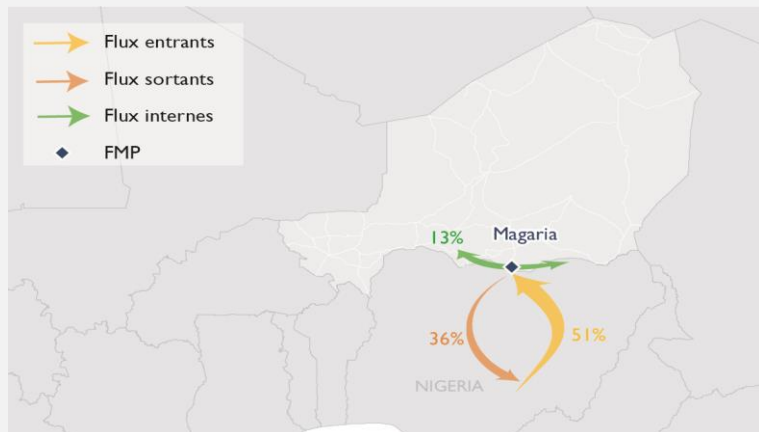 Flux entrants
Flux sortants
Flux internes
FMP
Magaria
13%
36%
51%
NIGERIA